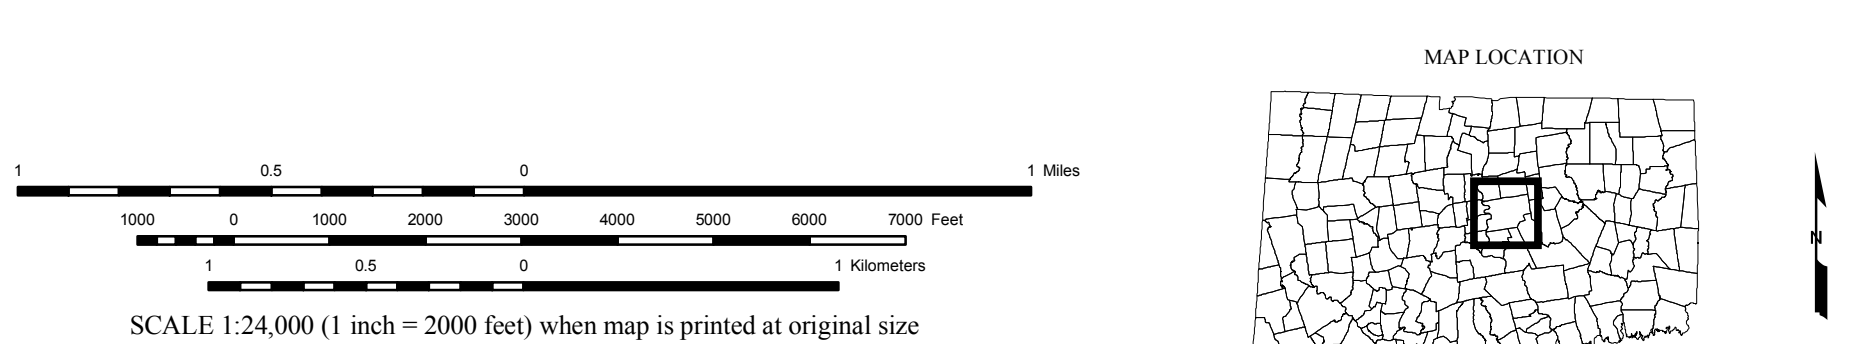 MAP LOCATION
1 0.5 0 1 Miles
1000 0 1000 2000 3000 4000 5000 6000 7000 Feet
1 0.5 0 1 Kilometers
SCALE 1:24,000 (1 inch = 2000 feet) when map is printed at original size
N